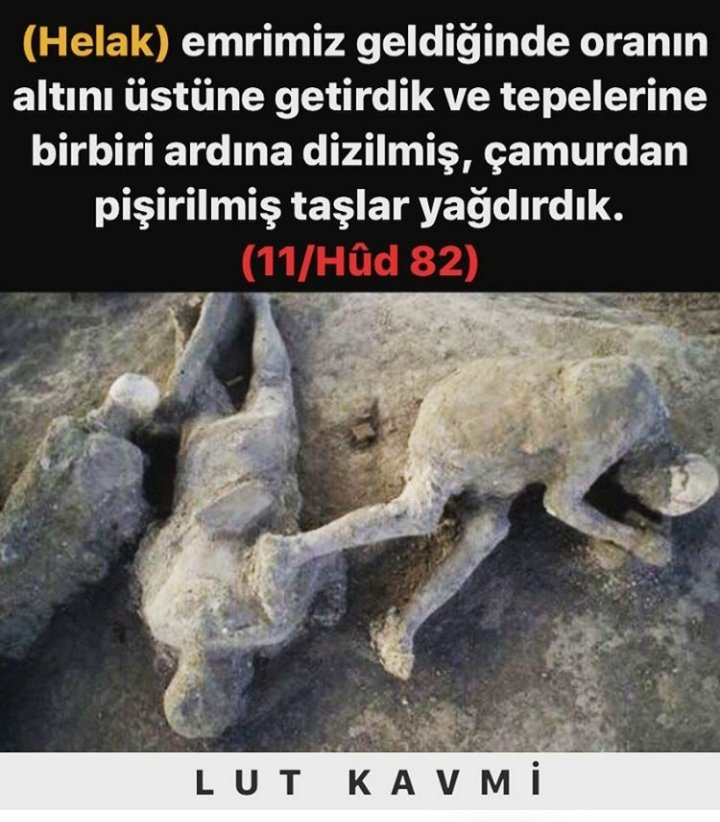 (Helak) emrimiz geldiğinde oranın
altını üstüne getirdik ve tepelerine
birbiri ardına dizilmiş, çamurdan
pişirilmiş taşlar yağdırdık.
(11/Hûd 82)
LUT KAVMİ